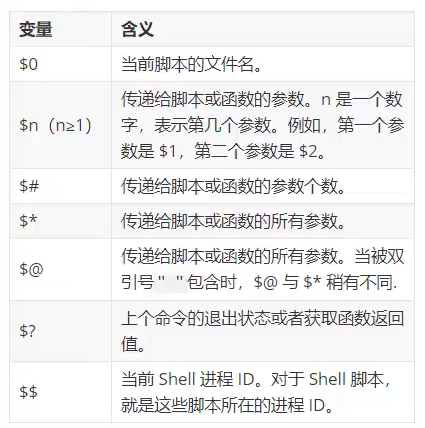 变量 含义
$0 当前脚本的文件名。
传递给脚本或函数的参数。n 是一个数
$n（n≥1） 字，表示第几个参数。例如，第一个参
数是 $1，第二个参数是 $2。
$# 传递给脚本或函数的参数个数。
$* 传递给脚本或函数的所有参数。
传递给脚本或函数的所有参数。当被双
$@ 引号" "包含时，$@ 与 $* 稍有不同.
$? 上个命令的退出状态或者获取函数返回
值。
$$ 当前 Shell 进程 ID。对于 Shell 脚本，
就是这些脚本所在的进程 ID。